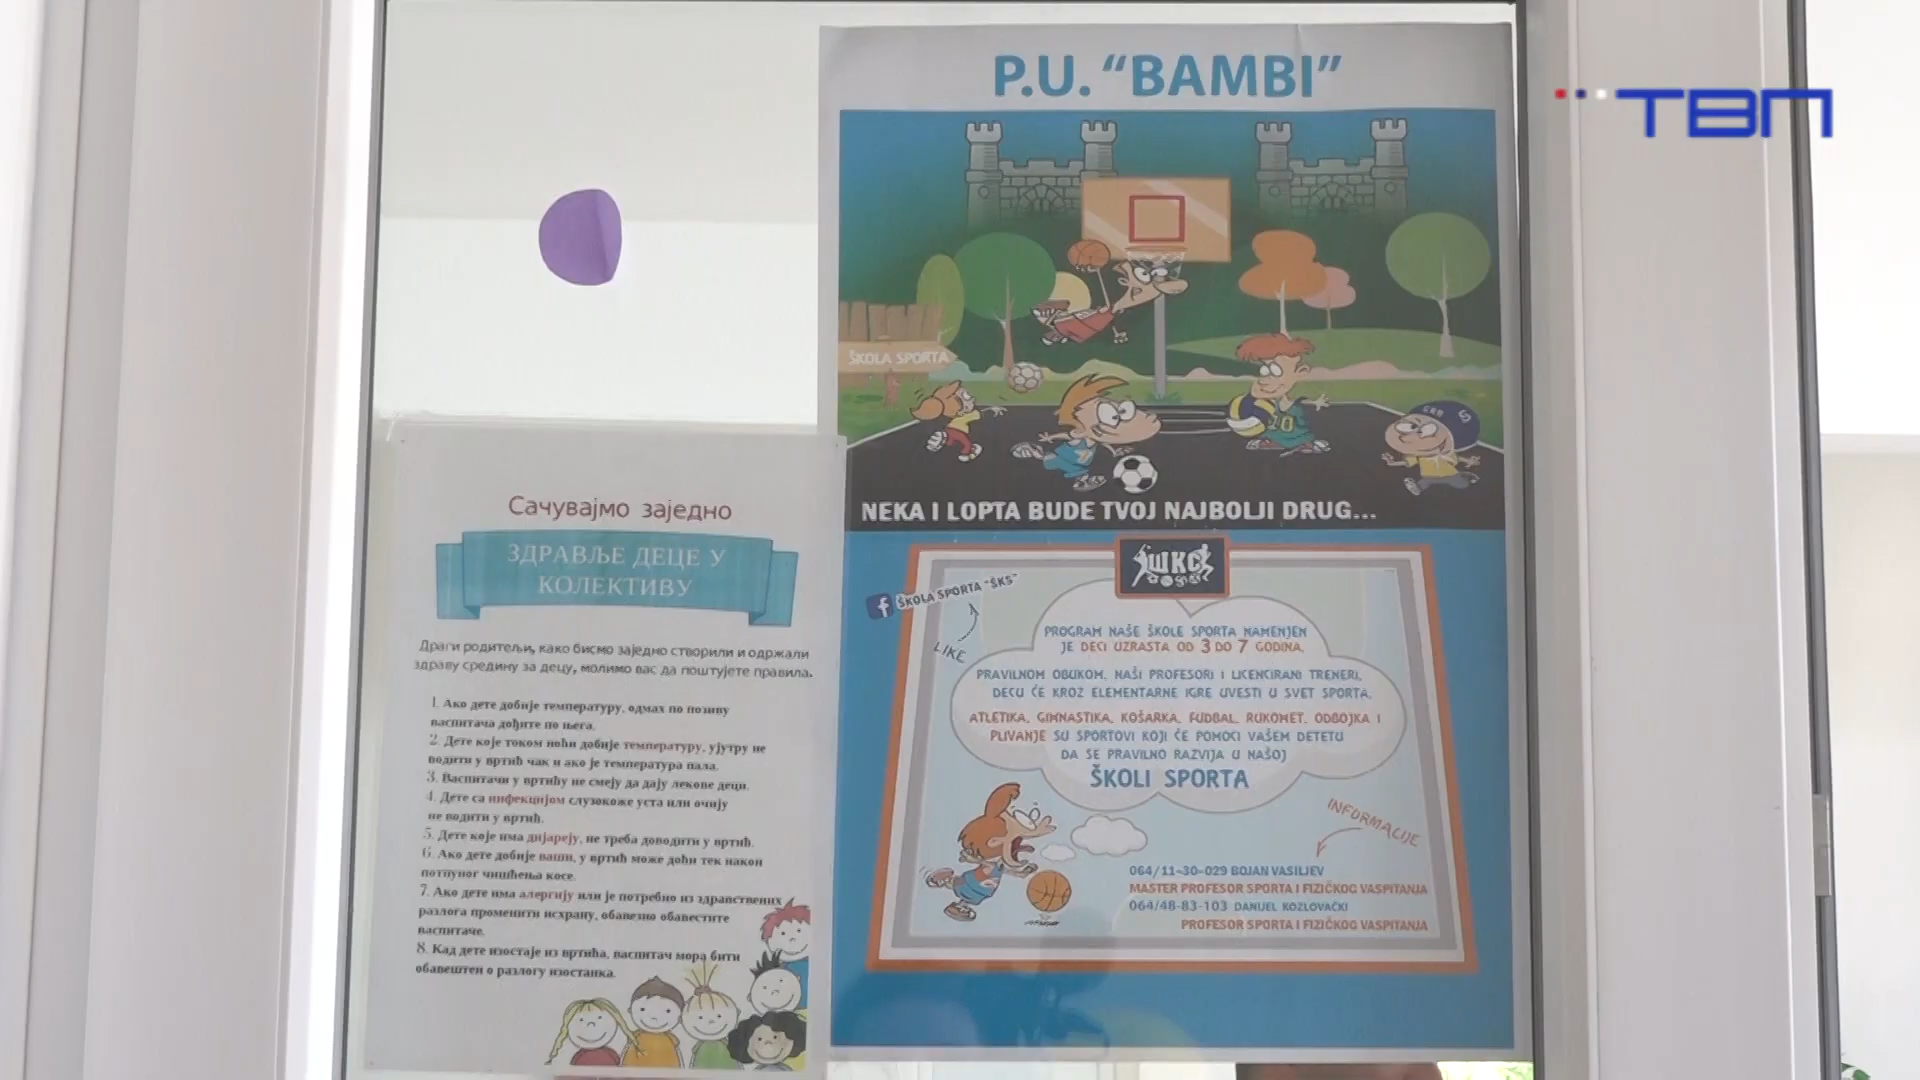 P.U. “BAMBI”
ТВП
ŠKOLA SPORTA
NEKA I LOPTA BUDE TVOJ NAJBOLJI DRUG...
ШКС
ŠKOLA SPORTA "ŠKS"
LIKE
PROGRAM NAŠE ŠKOLE SPORTA NAMENJEN
JE DECI UZRASTA OD 3 DO 7 GODINA.
PRAVILNOM OBUKOM, NAŠI PROFESORI I LICENCIRANI TRENERI,
DECU ĆE KROZ ELEMENTARNE IGRE UVESTI U SVET SPORTA.
ATLETIKA, GIMNASTIKA, KOŠARKA, FUDBAL, RUKOMET, ODBOJKA I
PLIVANJE SU SPORTOVI KOJI ĆE POMOĆI VAŠEM DETETU
DA SE PRAVILNO RAZVIJA U NAŠOJ
ŠKOLI SPORTA
INFORMACIJE
064/11-30-029 BOJAN VASILJEV
MASTER PROFESOR SPORTA I FIZIČKOG VASPITANJA
064/48-83-103 DANIJEL KOZLOVAČKI
PROFESOR SPORTA I FIZIČKOG VASPITANJA
Сачувајмо заједно
ЗДРАВЉЕ ДЕЦЕ У
КОЛЕКТИВУ
Драги родитељи, како бисмо заједно створили и одржали
здраву средину за децу, молимо вас да поштујете правила.
1. Ако дете добије температуру, одмах по позиву
васпитача дођите по њега.
2. Дете које током ноћи добије температуру, ујутру не
водити у вртић чак и ако је температура пала.
3. Васпитачи у вртићу не смеју да дају лекове деци.
4. Дете са инфекцијом слузокоже уста или очију
не водити у вртић.
5. Дете које има дијареју, не треба доводити у вртић.
6. Ако дете добије ваши, у вртић може доћи тек након
потпуног чишћења косе.
7. Ако дете има алергију или је потребно из здравствених
разлога променити исхрану, обавезно обавестите
васпитаче.
8. Кад дете изостаје из вртића, васпитач мора бити
обавештен о разлогу изостанка.